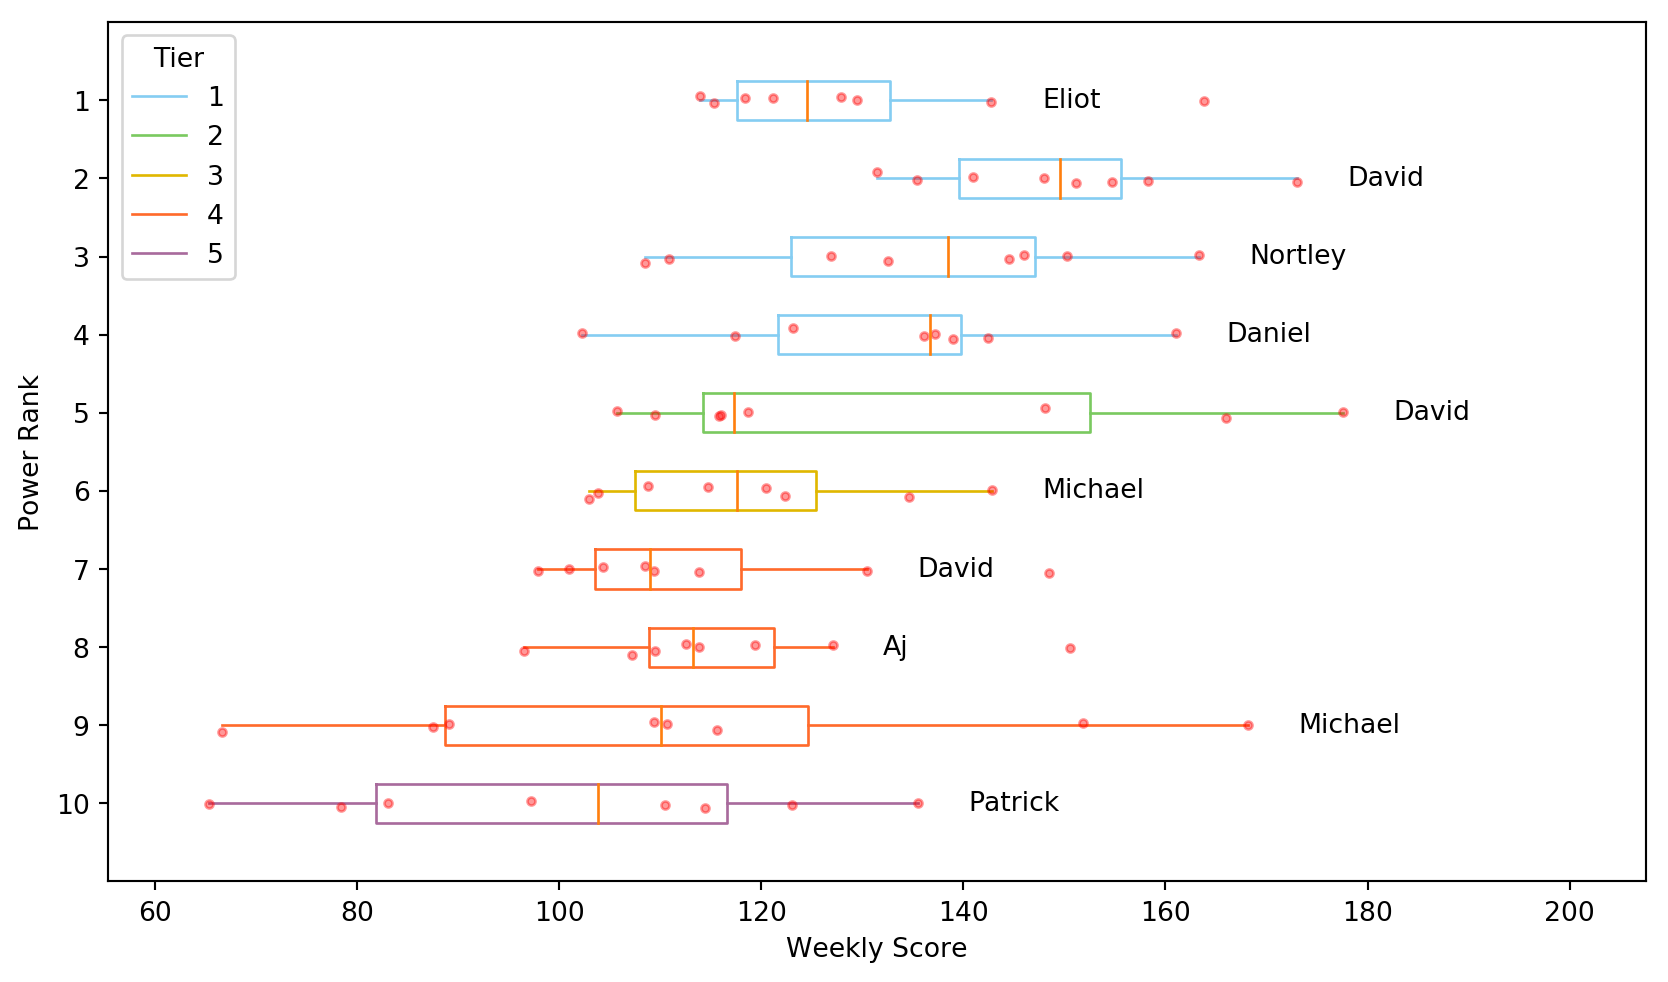 Tier
1
2
3
4
5
Power Rank
1 Eliot
2 David
3 Nortley
4 Daniel
5 David
6 Michael
7 David
8 Aj
9 Michael
10 Patrick
60 80 100 120 140 160 180 200
Weekly Score